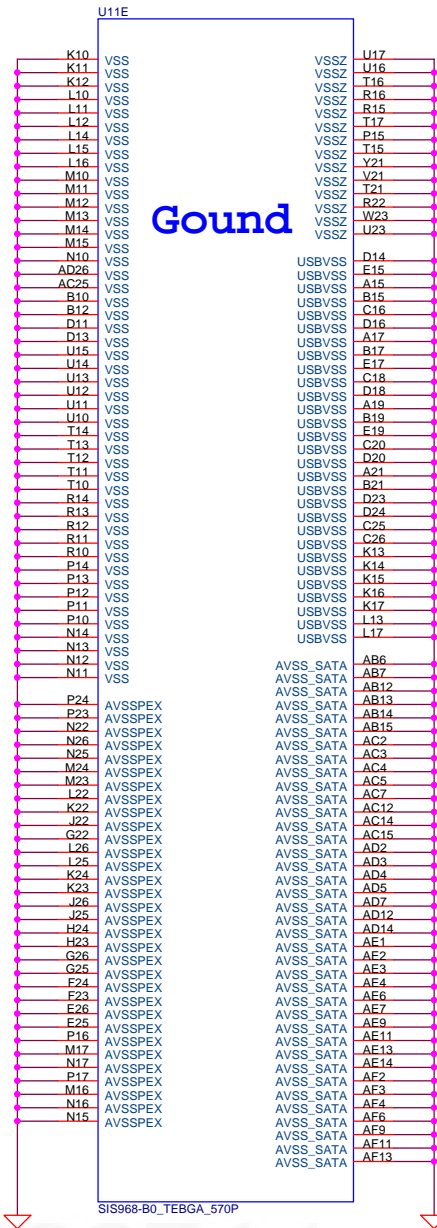 U11E
K10 VSS
K11 VSS
K12 VSS
L10 VSS
L11 VSS
L12 VSS
L14 VSS
L15 VSS
L16 VSS
M10 VSS
M11 VSS
M12 VSS
M13 VSS
M14 VSS
M15 VSS
N10 VSS
AD26 VSS
AC25 VSS
B10 VSS
B12 VSS
D11 VSS
D13 VSS
U15 VSS
U14 VSS
U13 VSS
U12 VSS
U11 VSS
U10 VSS
T14 VSS
T13 VSS
T12 VSS
T11 VSS
T10 VSS
R14 VSS
R13 VSS
R12 VSS
R11 VSS
R10 VSS
P14 VSS
P13 VSS
P12 VSS
P11 VSS
P10 VSS
N14 VSS
N13 VSS
N12 VSS
N11 VSS
P24 AVSSPEX
P23 AVSSPEX
N22 AVSSPEX
N26 AVSSPEX
N25 AVSSPEX
M24 AVSSPEX
M23 AVSSPEX
L22 AVSSPEX
K22 AVSSPEX
J22 AVSSPEX
G22 AVSSPEX
L26 AVSSPEX
L25 AVSSPEX
K24 AVSSPEX
K23 AVSSPEX
J26 AVSSPEX
J25 AVSSPEX
H24 AVSSPEX
H23 AVSSPEX
G26 AVSSPEX
G25 AVSSPEX
F24 AVSSPEX
F23 AVSSPEX
E26 AVSSPEX
E25 AVSSPEX
P16 AVSSPEX
M17 AVSSPEX
N17 AVSSPEX
P17 AVSSPEX
M16 AVSSPEX
N16 AVSSPEX
N15 AVSSPEX
Gound
VSSZ U17
VSSZ U16
VSSZ T16
VSSZ R16
VSSZ R15
VSSZ T17
VSSZ P15
VSSZ T15
VSSZ Y21
VSSZ V21
VSSZ T21
VSSZ R22
VSSZ W23
VSSZ U23
USBVSS D14
USBVSS E15
USBVSS A15
USBVSS B15
USBVSS C16
USBVSS D16
USBVSS A17
USBVSS B17
USBVSS E17
USBVSS C18
USBVSS D18
USBVSS A19
USBVSS B19
USBVSS E19
USBVSS C20
USBVSS D20
USBVSS A21
USBVSS B21
USBVSS D23
USBVSS D24
USBVSS C25
USBVSS C26
USBVSS K13
USBVSS K14
USBVSS K15
USBVSS K16
USBVSS K17
USBVSS L13
USBVSS L17
AVSS_SATA AB6
AVSS_SATA AB7
AVSS_SATA AB12
AVSS_SATA AB13
AVSS_SATA AB14
AVSS_SATA AB15
AVSS_SATA AC2
AVSS_SATA AC3
AVSS_SATA AC4
AVSS_SATA AC5
AVSS_SATA AC7
AVSS_SATA AC12
AVSS_SATA AC14
AVSS_SATA AC15
AVSS_SATA AD2
AVSS_SATA AD3
AVSS_SATA AD4
AVSS_SATA AD5
AVSS_SATA AD7
AVSS_SATA AD12
AVSS_SATA AD14
AVSS_SATA AE1
AVSS_SATA AE2
AVSS_SATA AE3
AVSS_SATA AE4
AVSS_SATA AE6
AVSS_SATA AE7
AVSS_SATA AE9
AVSS_SATA AE11
AVSS_SATA AE13
AVSS_SATA AE14
AVSS_SATA AF2
AVSS_SATA AF3
AVSS_SATA AF4
AVSS_SATA AF6
AVSS_SATA AF9
AVSS_SATA AF11
AVSS_SATA AF13
SIS968-B0_TEBGA_570P